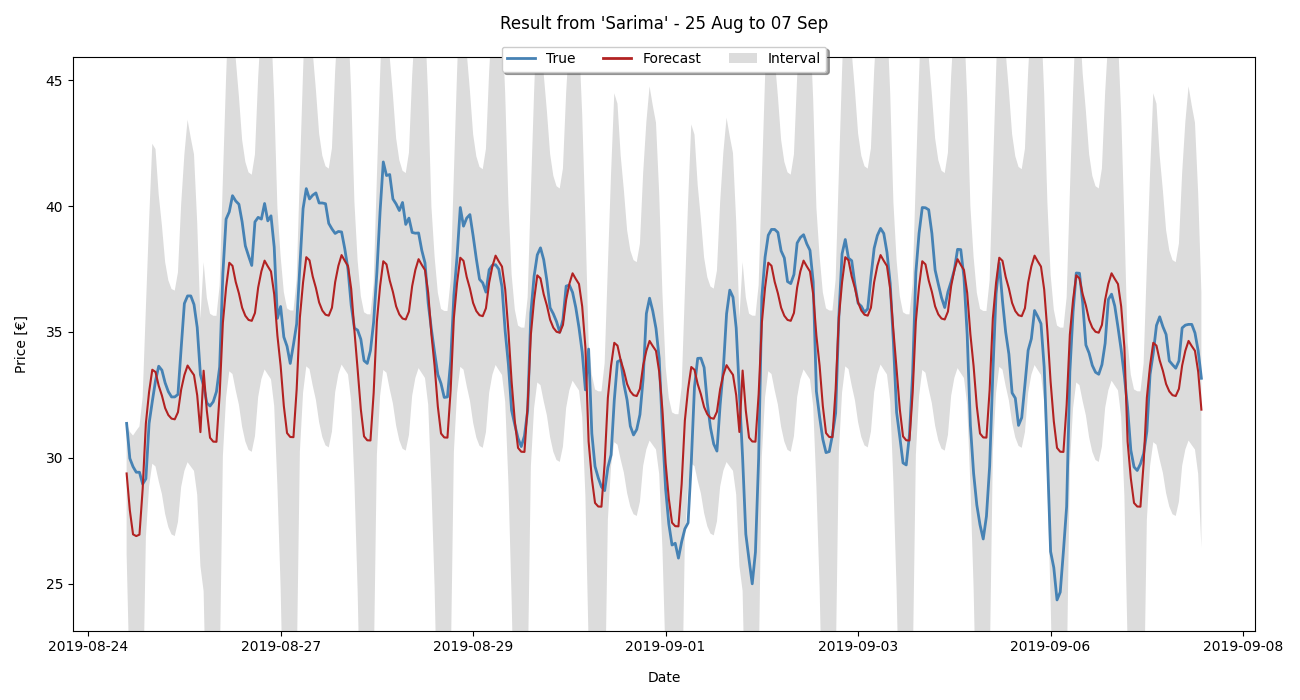 Result from 'Sarima' - 25 Aug to 07 Sep
True Forecast Interval
45
40
35
30
25
Price [€]
2019-08-24 2019-08-27 2019-08-29 2019-09-01 2019-09-03 2019-09-06 2019-09-08
Date